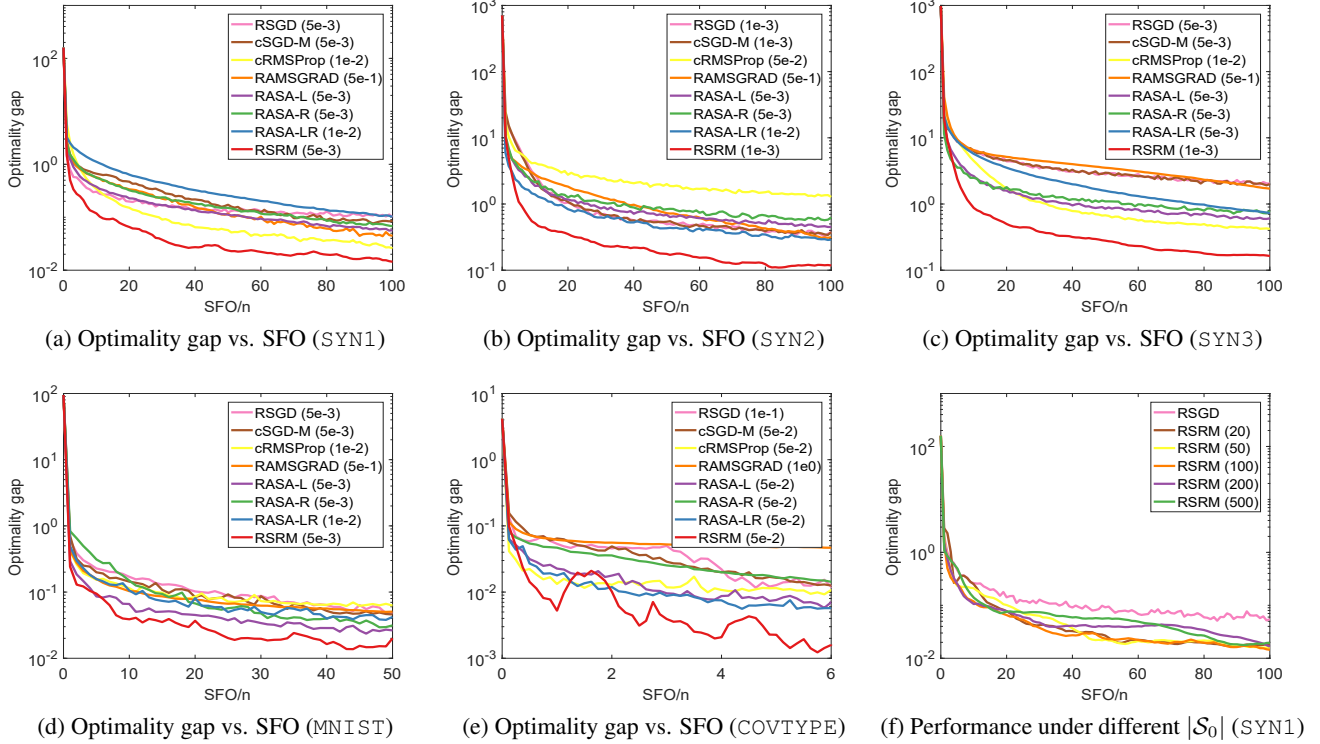 RSGD (5e-3)
cSGD-M (5e-3)
cRMSProp (1e-2)
RAMSGRAD (5e-1)
RASA-L (5e-3)
RASA-R (5e-3)
RASA-LR (1e-2)
RSRM (5e-3)
Optimality gap
10^2
10^0
10^-2
0 20 40 60 80 100
SFO/n
(a) Optimality gap vs. SFO (SYN1)
RSGD (1e-3)
cSGD-M (1e-3)
cRMSProp (5e-2)
RAMSGRAD (5e-1)
RASA-L (5e-3)
RASA-R (5e-3)
RASA-LR (1e-2)
RSRM (1e-3)
Optimality gap
10^3
10^2
10^1
10^0
10^-1
0 20 40 60 80 100
SFO/n
(b) Optimality gap vs. SFO (SYN2)
RSGD (5e-3)
cSGD-M (5e-3)
cRMSProp (1e-2)
RAMSGRAD (5e-1)
RASA-L (5e-3)
RASA-R (5e-3)
RASA-LR (5e-3)
RSRM (1e-3)
Optimality gap
10^3
10^2
10^1
10^0
10^-1
0 20 40 60 80 100
SFO/n
(c) Optimality gap vs. SFO (SYN3)
RSGD (5e-3)
cSGD-M (5e-3)
cRMSProp (1e-2)
RAMSGRAD (5e-1)
RASA-L (5e-3)
RASA-R (5e-3)
RASA-LR (1e-2)
RSRM (5e-3)
Optimality gap
10^2
10^1
10^0
10^-1
10^-2
0 10 20 30 40 50
SFO/n
(d) Optimality gap vs. SFO (MNIST)
RSGD (1e-1)
cSGD-M (5e-2)
cRMSProp (5e-2)
RAMSGRAD (1e0)
RASA-L (5e-2)
RASA-R (5e-2)
RASA-LR (5e-2)
RSRM (5e-2)
Optimality gap
10^1
10^0
10^-1
10^-2
10^-3
0 2 4 6
SFO/n
(e) Optimality gap vs. SFO (COVTYPE)
RSGD
RSRM (20)
RSRM (50)
RSRM (100)
RSRM (200)
RSRM (500)
Optimality gap
10^2
10^0
10^-2
0 20 40 60 80 100
SFO/n
(f) Performance under different |S₀| (SYN1)